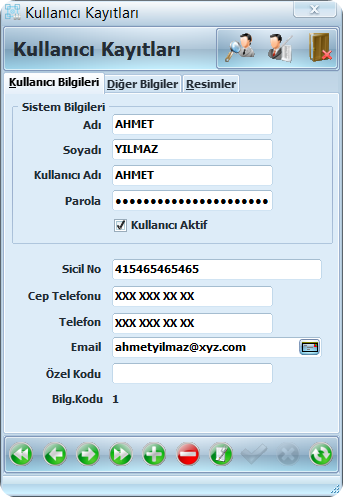 Kullanıcı Kayıtları
Kullanıcı Kayıtları
Kullanıcı Bilgileri Diğer Bilgiler Resimler
Sistem Bilgileri
Adı AHMET
Soyadı YILMAZ
Kullanıcı Adı AHMET
Parola ●●●●●●●●●●●●●●●●●●●●●●
Kullanıcı Aktif
Sicil No 415465465465
Cep Telefonu XXX XXX XX XX
Telefon XXX XXX XX XX
Email ahmetyilmaz@xyz.com
Özel Kodu
Bilg.Kodu 1